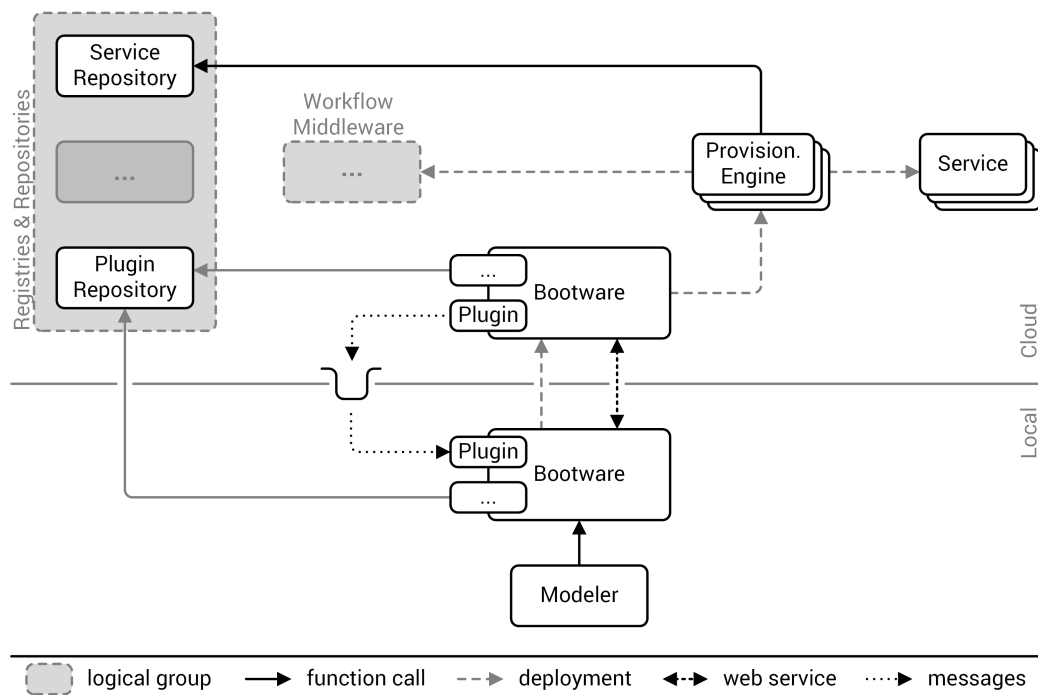 Service
Repository
Registries & Repositories
...
Plugin
Repository
Workflow
Middleware
...
Provision.
Engine
Service
...
Bootware
Plugin
Cloud
Local
Plugin
Bootware
...
Modeler
logical group
function call
deployment
web service
messages